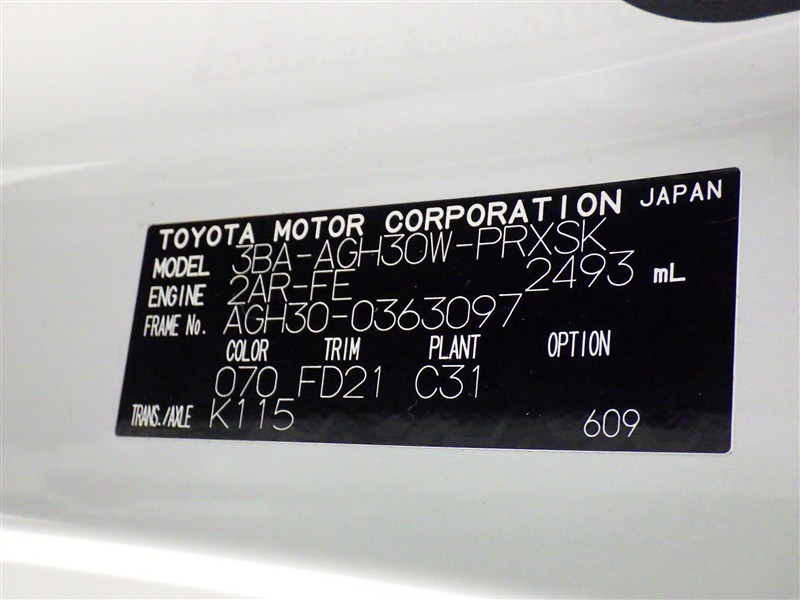 TOYOTA MOTOR CORPORATION JAPAN
MODEL 3BA-AGH30W-PRXSK
ENGINE 2AR-FE 2493 mL
FRAME No. AGH30-0363097
COLOR TRIM PLANT OPTION
070 FD21 C31
TRANS./AXLE K115
609